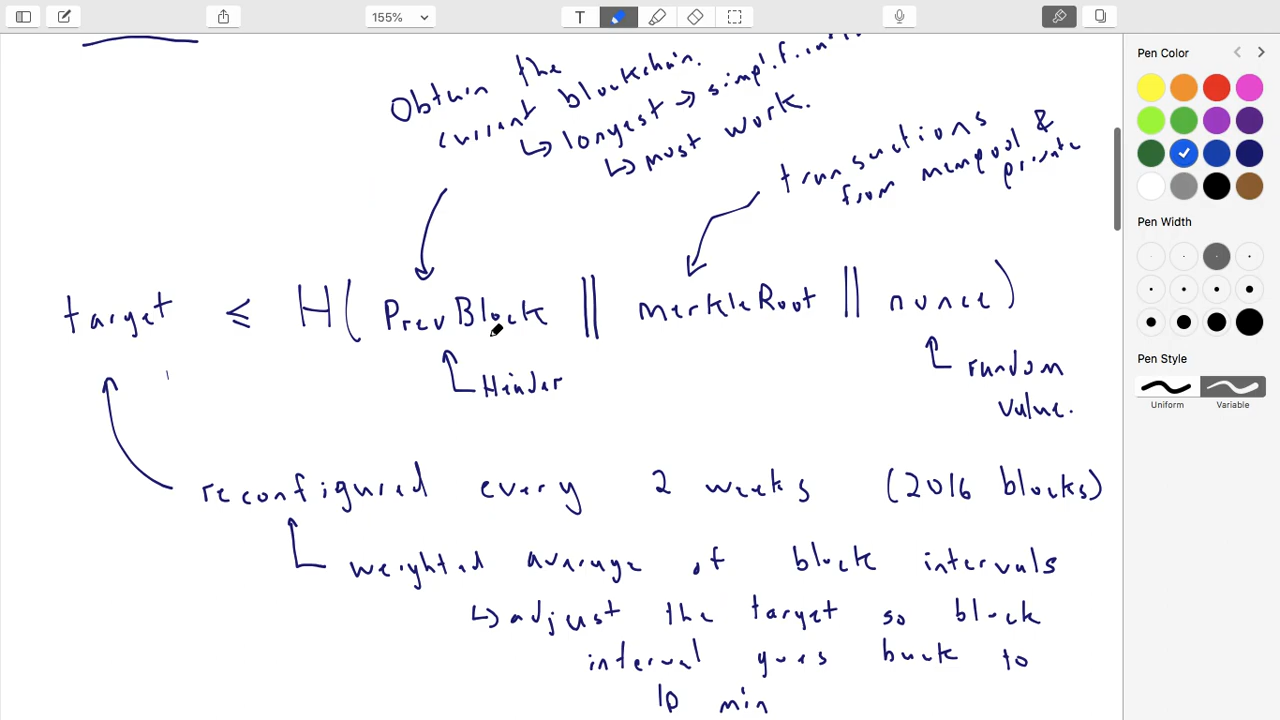 155%
Obtain the
current blockchain.
↳ longest → simplification
↳ most work.
transactions
from mempool &
private
target ≤ H( PrevBlock || merkleRoot || nonce )
Header
random
value.
reconfigured every 2 weeks (2016 blocks)
weighted average of block intervals
↳ adjust the target so block
interval goes back to
10 min
Pen Color
Pen Width
Pen Style
Uniform
Variable